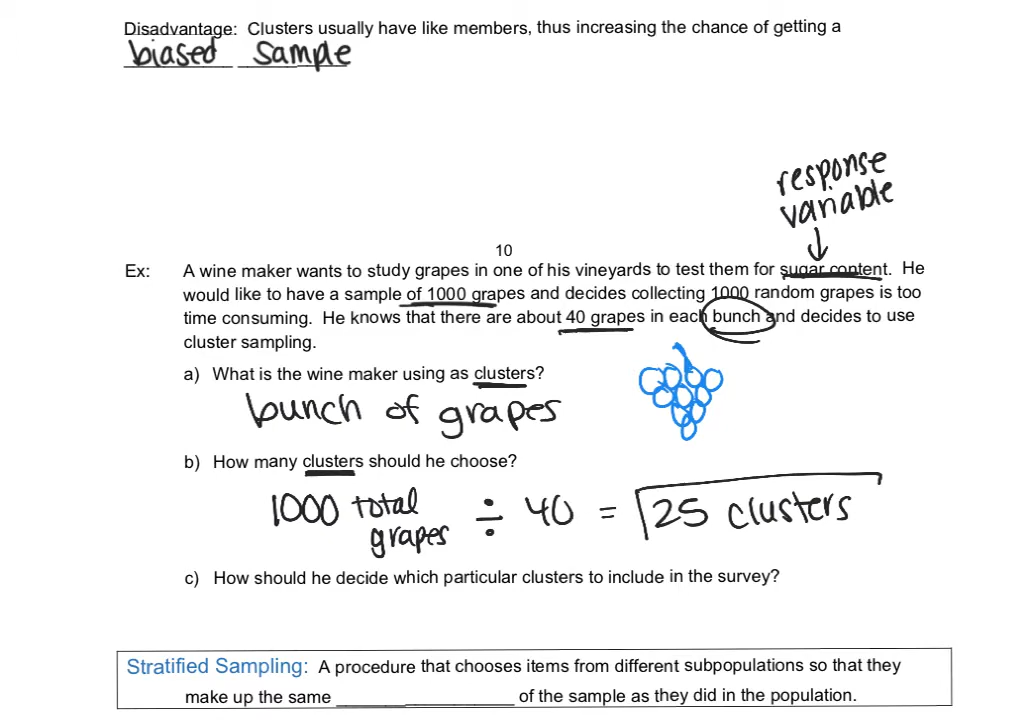 Disadvantage: Clusters usually have like members, thus increasing the chance of getting a
biased sample
response
variable
10
Ex: A wine maker wants to study grapes in one of his vineyards to test them for sugar content. He
would like to have a sample of 1000 grapes and decides collecting 1000 random grapes is too
time consuming. He knows that there are about 40 grapes in each bunch and decides to use
cluster sampling.
a) What is the wine maker using as clusters?
bunch of grapes
b) How many clusters should he choose?
1000 total grapes ÷ 40 = 25 clusters
c) How should he decide which particular clusters to include in the survey?
Stratified Sampling: A procedure that chooses items from different subpopulations so that they
make up the same ________________ of the sample as they did in the population.